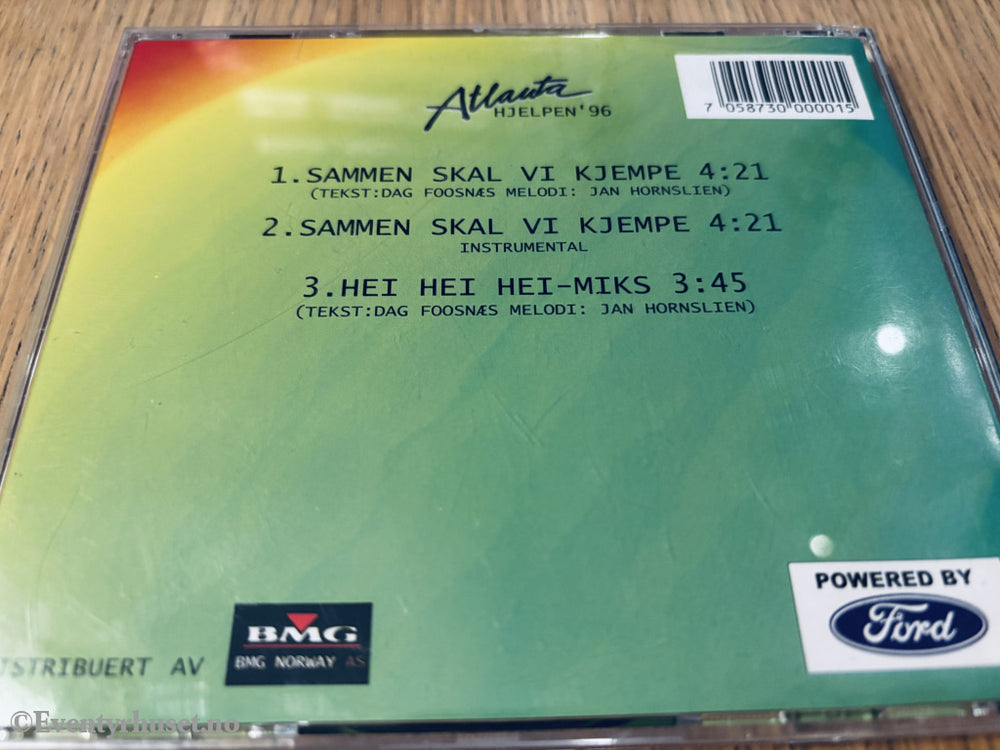 Atlanta
HJELPEN'96
7 058730 000015
1.SAMMEN SKAL VI KJEMPE 4:21
(TEKST:DAG FOOSNÆS MELODI: JAN HORNSLIEN)
2.SAMMEN SKAL VI KJEMPE 4:21
INSTRUMENTAL
3.HEI HEI HEI-MIKS 3:45
(TEKST:DAG FOOSNÆS MELODI: JAN HORNSLIEN)
POWERED BY
Ford
BMG
ISTRIBUERT AV
BMG NORWAY AS
©Eventyrhuset.no